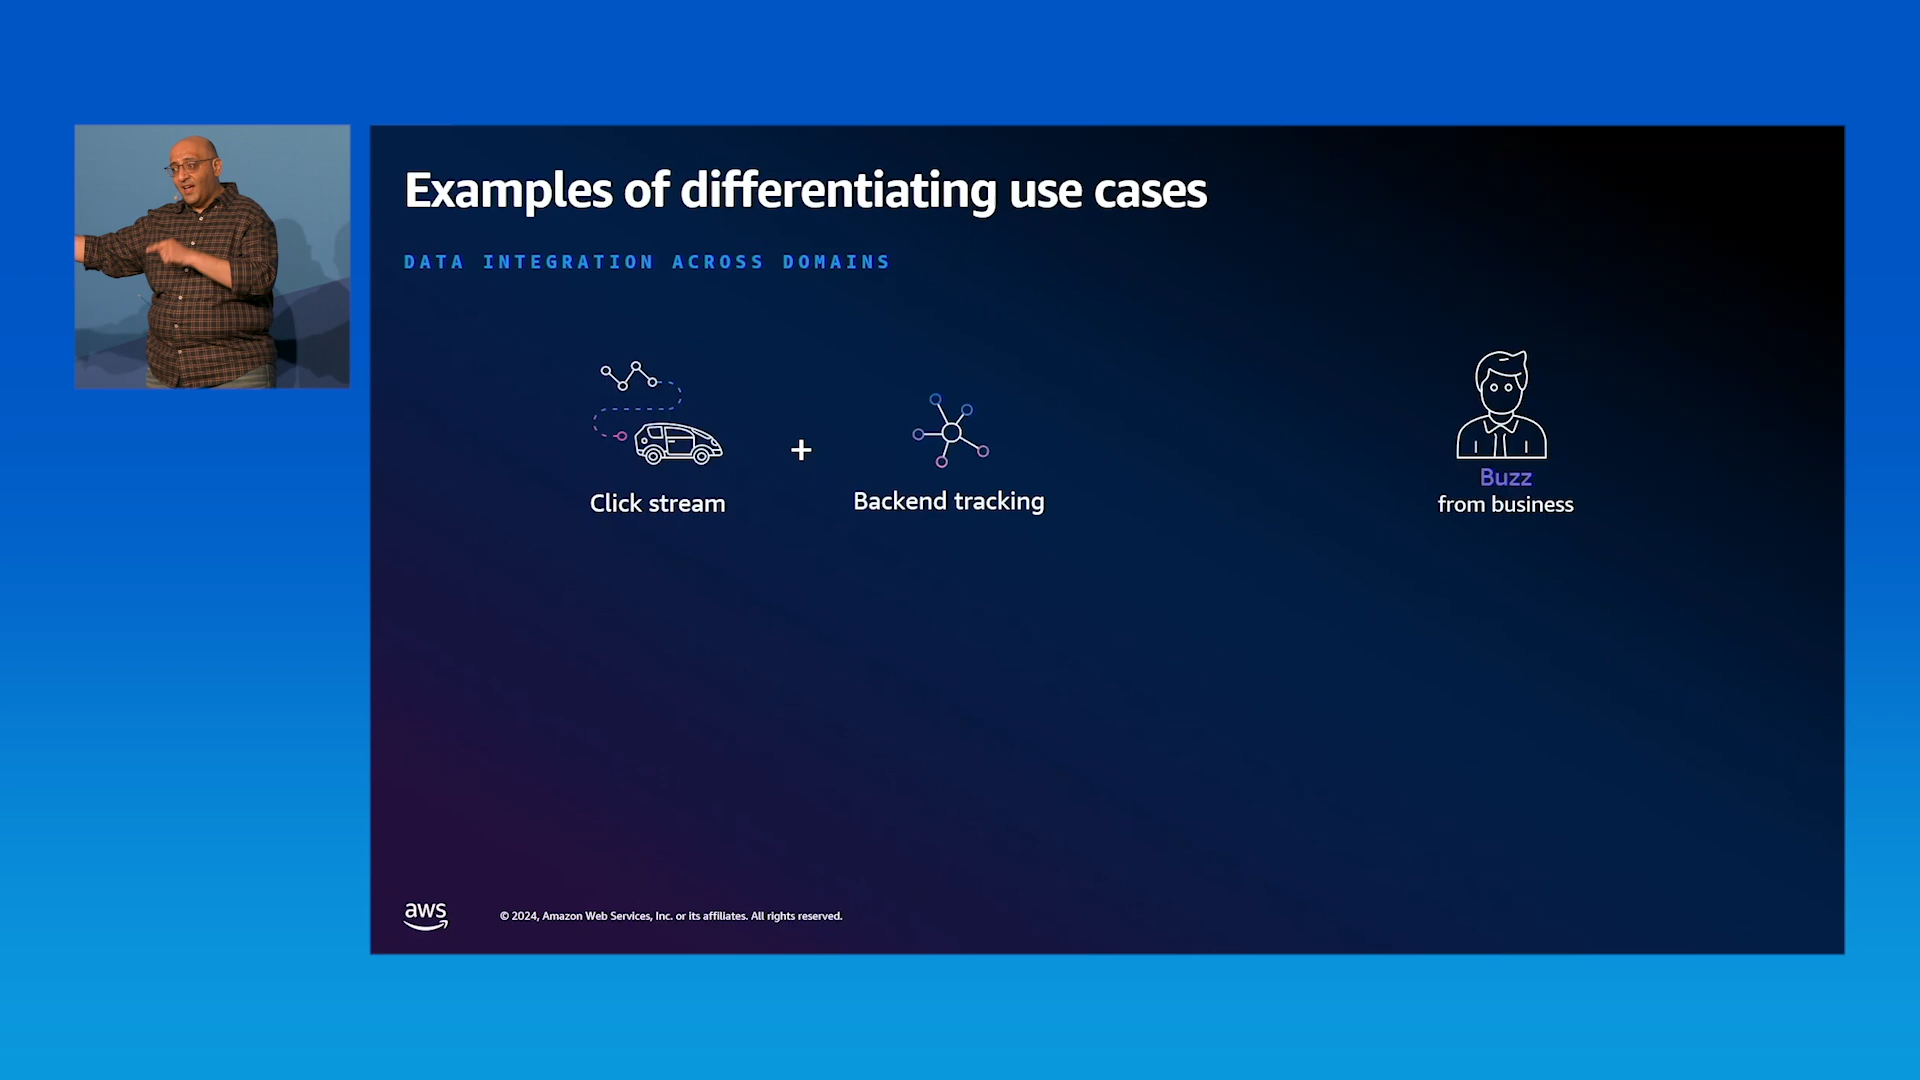 Examples of differentiating use cases
DATA INTEGRATION ACROSS DOMAINS
Click stream
+
Backend tracking
Buzz
from business
aws
© 2024, Amazon Web Services, Inc. or its affiliates. All rights reserved.